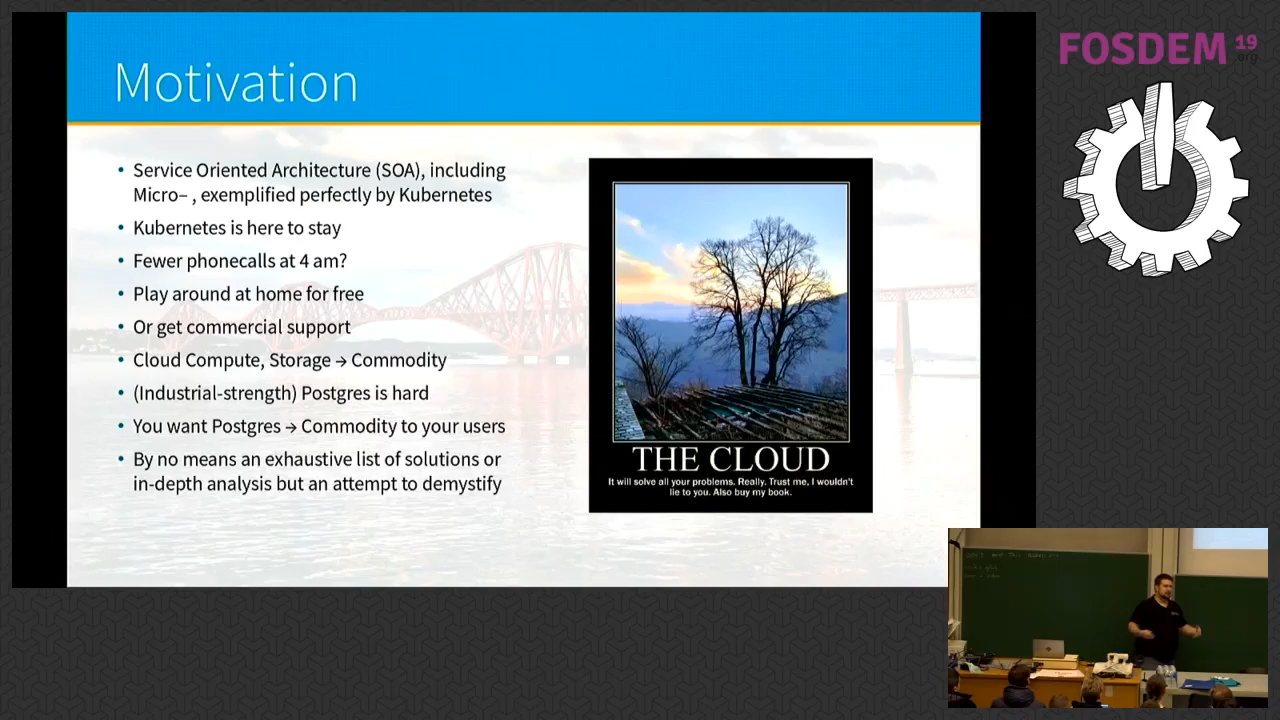 Motivation
• Service Oriented Architecture (SOA), including
Micro– , exemplified perfectly by Kubernetes
• Kubernetes is here to stay
• Fewer phonecalls at 4 am?
• Play around at home for free
• Or get commercial support
• Cloud Compute, Storage → Commodity
• (Industrial-strength) Postgres is hard
• You want Postgres → Commodity to your users
• By no means an exhaustive list of solutions or
in-depth analysis but an attempt to demystify
THE CLOUD
It will solve all your problems. Really. Trust me, I wouldn't
lie to you. Also buy my book.
FOSDEM 19
.org